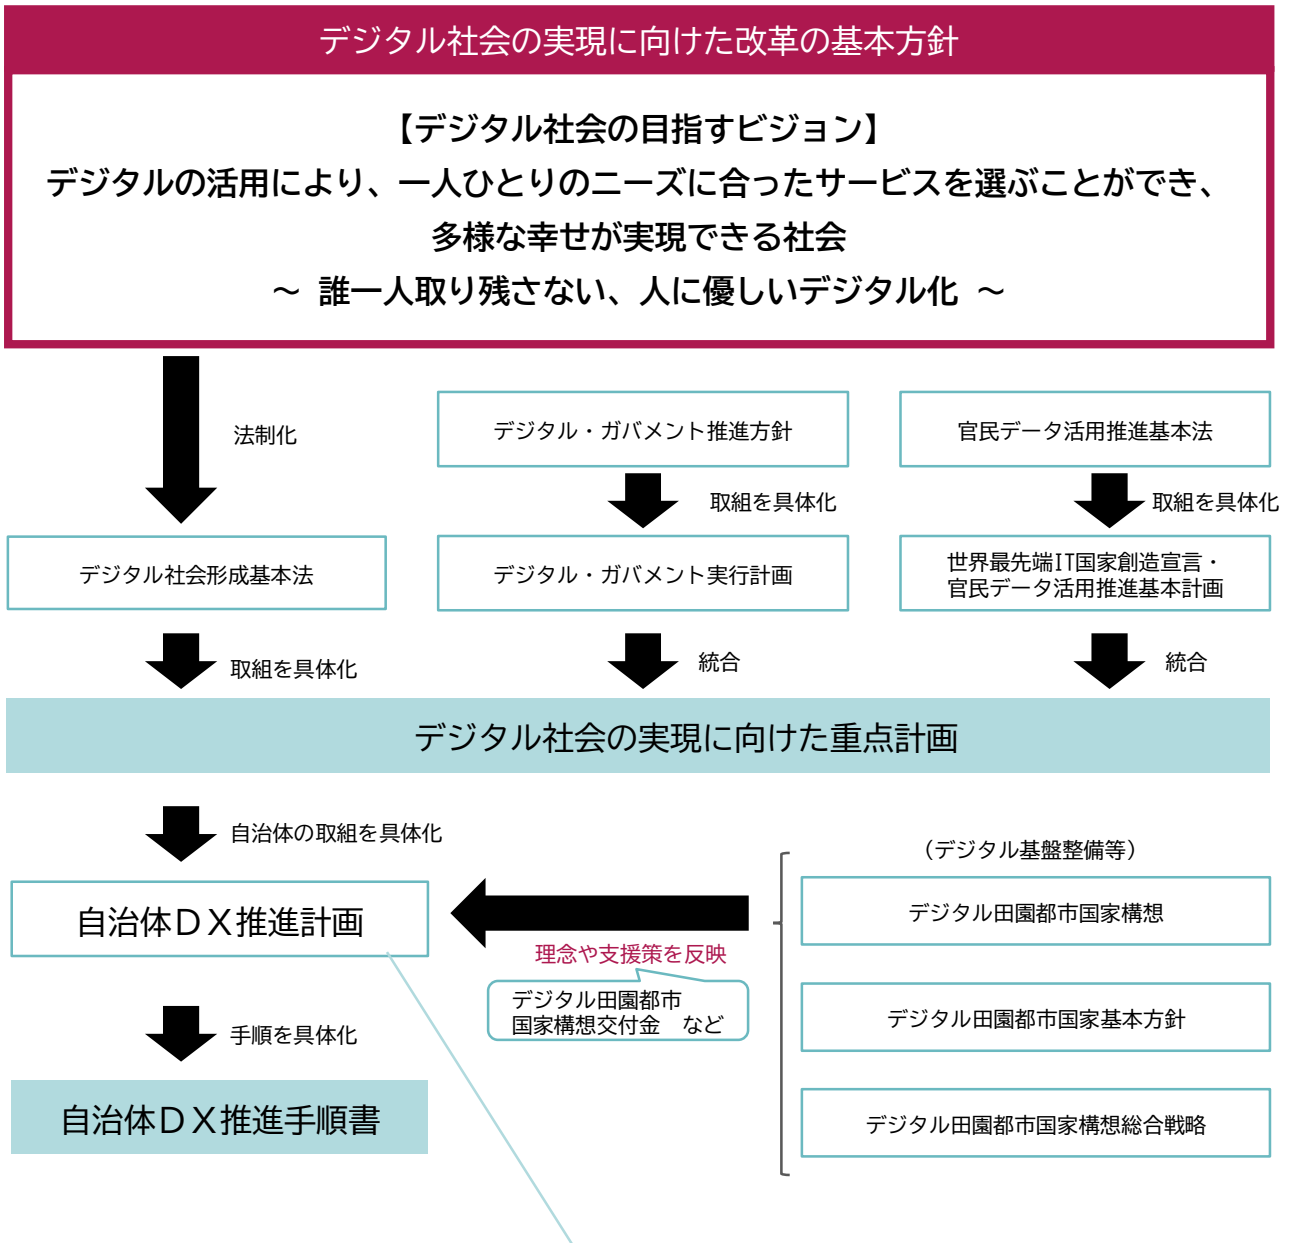 デジタル社会の実現に向けた改革の基本方針
【デジタル社会の目指すビジョン】
デジタルの活用により、一人ひとりのニーズに合ったサービスを選ぶことができ、
多様な幸せが実現できる社会
～ 誰一人取り残さない、人に優しいデジタル化 ～
法制化
デジタル・ガバメント推進方針
官民データ活用推進基本法
取組を具体化
取組を具体化
デジタル社会形成基本法
デジタル・ガバメント実行計画
世界最先端IT国家創造宣言・
官民データ活用推進基本計画
取組を具体化
統合
統合
デジタル社会の実現に向けた重点計画
自治体の取組を具体化
（デジタル基盤整備等）
自治体ＤＸ推進計画
デジタル田園都市国家構想
理念や支援策を反映
デジタル田園都市
国家構想交付金　など
デジタル田園都市国家基本方針
手順を具体化
自治体ＤＸ推進手順書
デジタル田園都市国家構想総合戦略